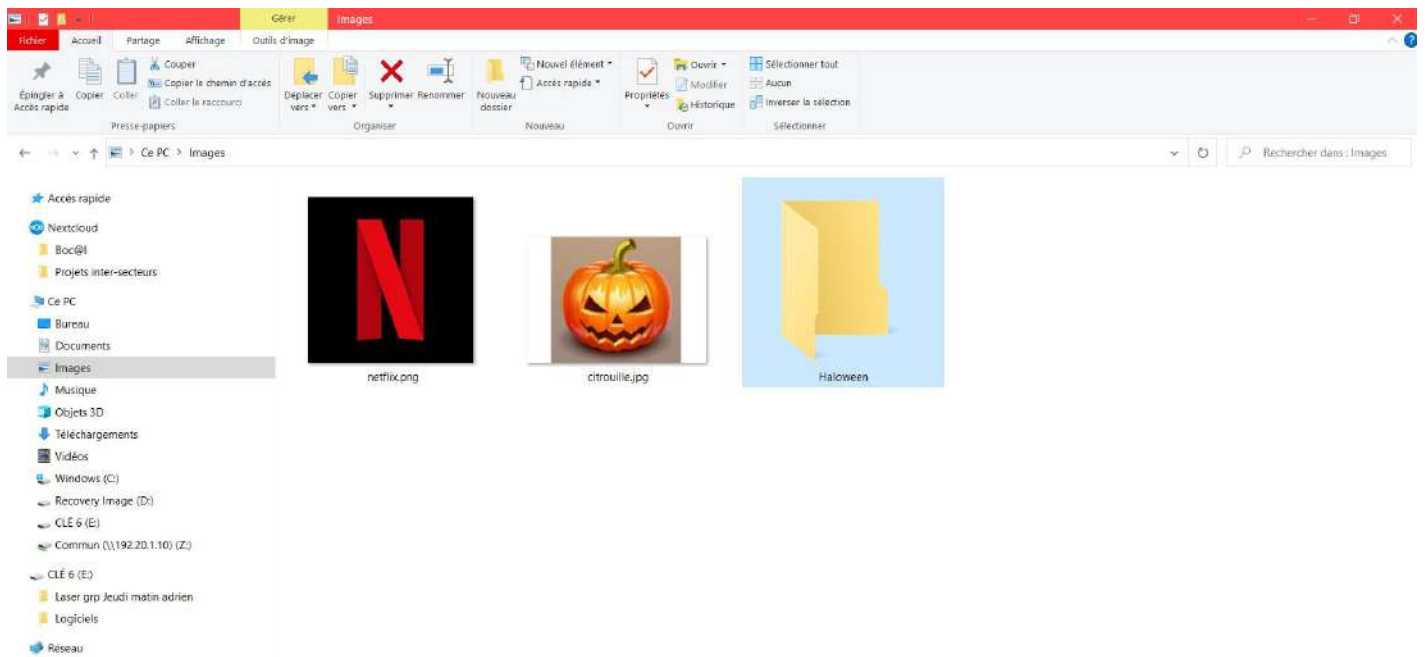 Gérer
Images
Fichier
Accueil
Partage
Affichage
Outils d'image
Épingler à Accès rapide
Copier
Coller
Couper
Copier le chemin d'accès
Coller le raccourci
Presse-papiers
Déplacer vers
Copier vers
Supprimer
Renommer
Organiser
Nouveau dossier
Nouvel élément
Accès rapide
Nouveau
Propriétés
Ouvrir
Modifier
Historique
Ouvrir
Sélectionner tout
Aucun
Inverser la sélection
Sélectionner
Ce PC > Images
Rechercher dans : Images
Accès rapide
Nextcloud
Boc@l
Projets inter-secteurs
Ce PC
Bureau
Documents
Images
Musique
Objets 3D
Téléchargements
Vidéos
Windows (C:)
Recovery Image (D:)
CLÉ 6 (E:)
Commun (\\192.20.1.10) (Z:)
CLÉ 6 (E:)
Laser grp Jeudi matin adrien
Logiciels
Réseau
netflix.png
citrouille.jpg
Haloween